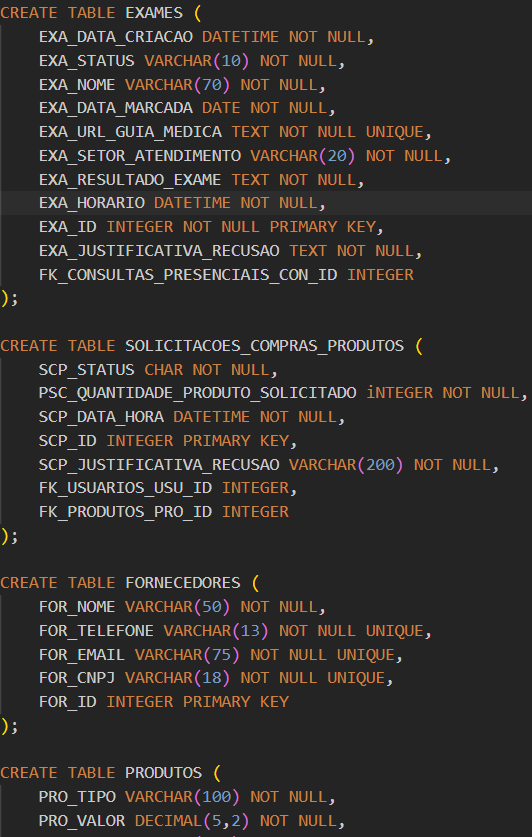 CREATE TABLE EXAMES (
EXA_DATA_CRIACAO DATETIME NOT NULL,
EXA_STATUS VARCHAR(10) NOT NULL,
EXA_NOME VARCHAR(70) NOT NULL,
EXA_DATA_MARCADA DATE NOT NULL,
EXA_URL_GUIA_MEDICA TEXT NOT NULL UNIQUE,
EXA_SETOR_ATENDIMENTO VARCHAR(20) NOT NULL,
EXA_RESULTADO_EXAME TEXT NOT NULL,
EXA_HORARIO DATETIME NOT NULL,
EXA_ID INTEGER NOT NULL PRIMARY KEY,
EXA_JUSTIFICATIVA_RECUSAO TEXT NOT NULL,
FK_CONSULTAS_PRESENCIAIS_CON_ID INTEGER
);
CREATE TABLE SOLICITACOES_COMPRAS_PRODUTOS (
SCP_STATUS CHAR NOT NULL,
PSC_QUANTIDADE_PRODUTO_SOLICITADO iNTEGER NOT NULL,
SCP_DATA_HORA DATETIME NOT NULL,
SCP_ID INTEGER PRIMARY KEY,
SCP_JUSTIFICATIVA_RECUSAO VARCHAR(200) NOT NULL,
FK_USUARIOS_USU_ID INTEGER,
FK_PRODUTOS_PRO_ID INTEGER
);
CREATE TABLE FORNECEDORES (
FOR_NOME VARCHAR(50) NOT NULL,
FOR_TELEFONE VARCHAR(13) NOT NULL UNIQUE,
FOR_EMAIL VARCHAR(75) NOT NULL UNIQUE,
FOR_CNPJ VARCHAR(18) NOT NULL UNIQUE,
FOR_ID INTEGER PRIMARY KEY
);
CREATE TABLE PRODUTOS (
PRO_TIPO VARCHAR(100) NOT NULL,
PRO_VALOR DECIMAL(5,2) NOT NULL,